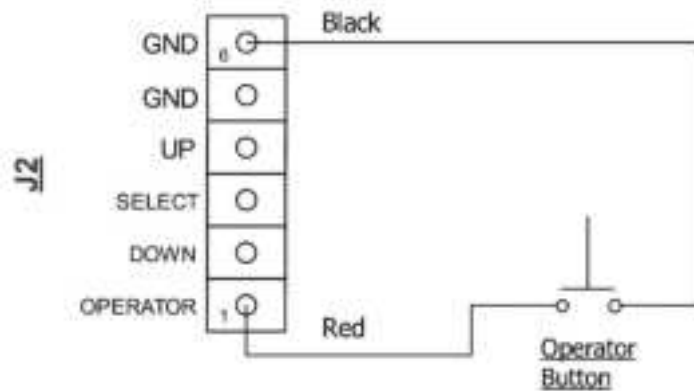 Black
GND 6
GND
J2
UP
SELECT
DOWN
OPERATOR 1
Red
Operator
Button